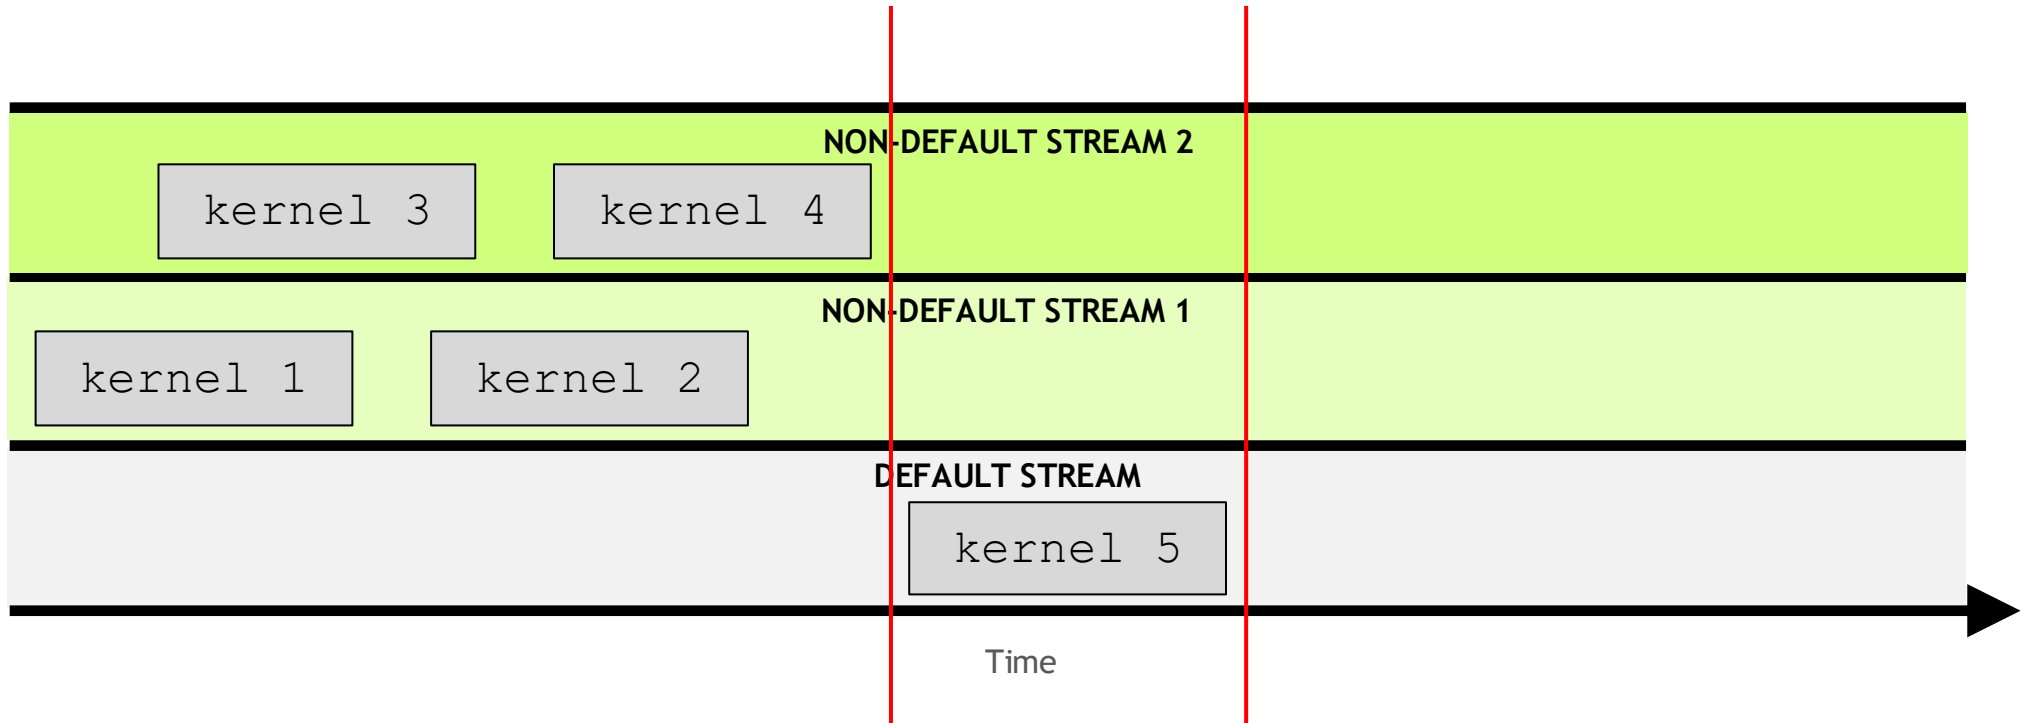 NON-DEFAULT STREAM 2
kernel 3
kernel 4
NON-DEFAULT STREAM 1
kernel 1
kernel 2
DEFAULT STREAM
kernel 5
Time